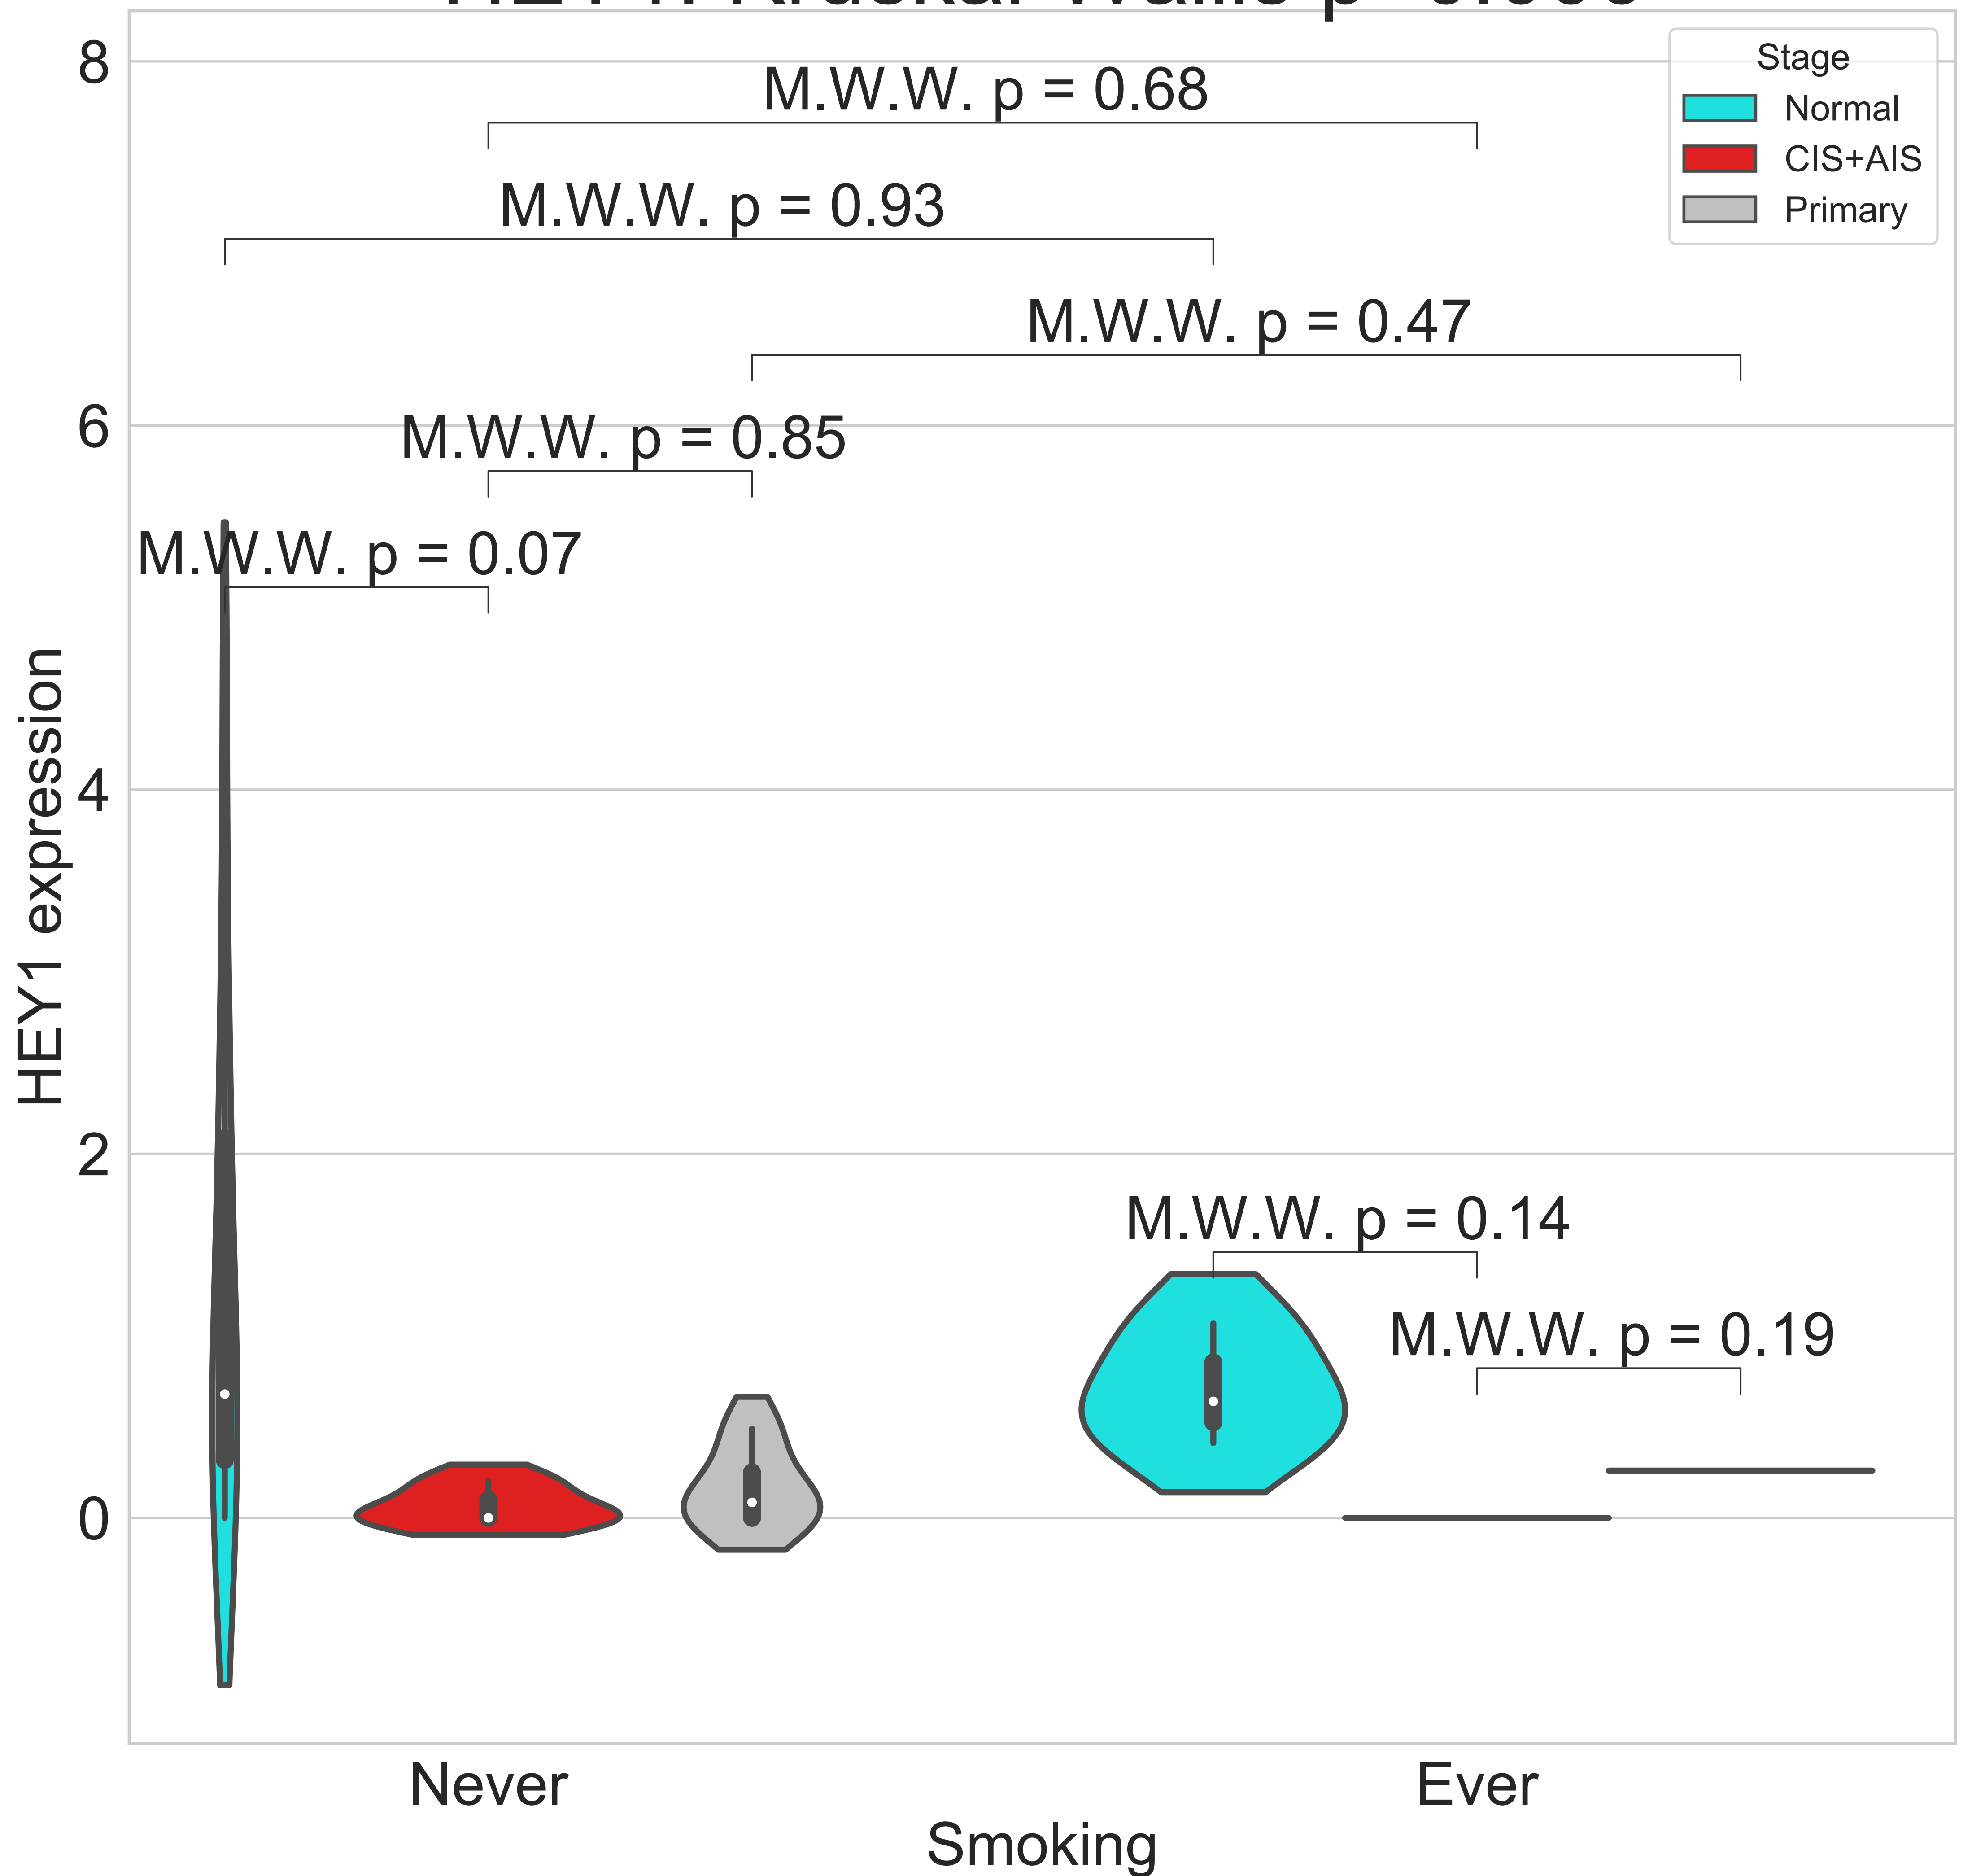 8
Stage
Normal
CIS+AIS
Primary
M.W.W. p = 0.68
M.W.W. p = 0.93
M.W.W. p = 0.47
6
M.W.W. p = 0.85
M.W.W. p = 0.07
HEY1 expression
4
2
M.W.W. p = 0.14
M.W.W. p = 0.19
0
Never
Ever
Smoking